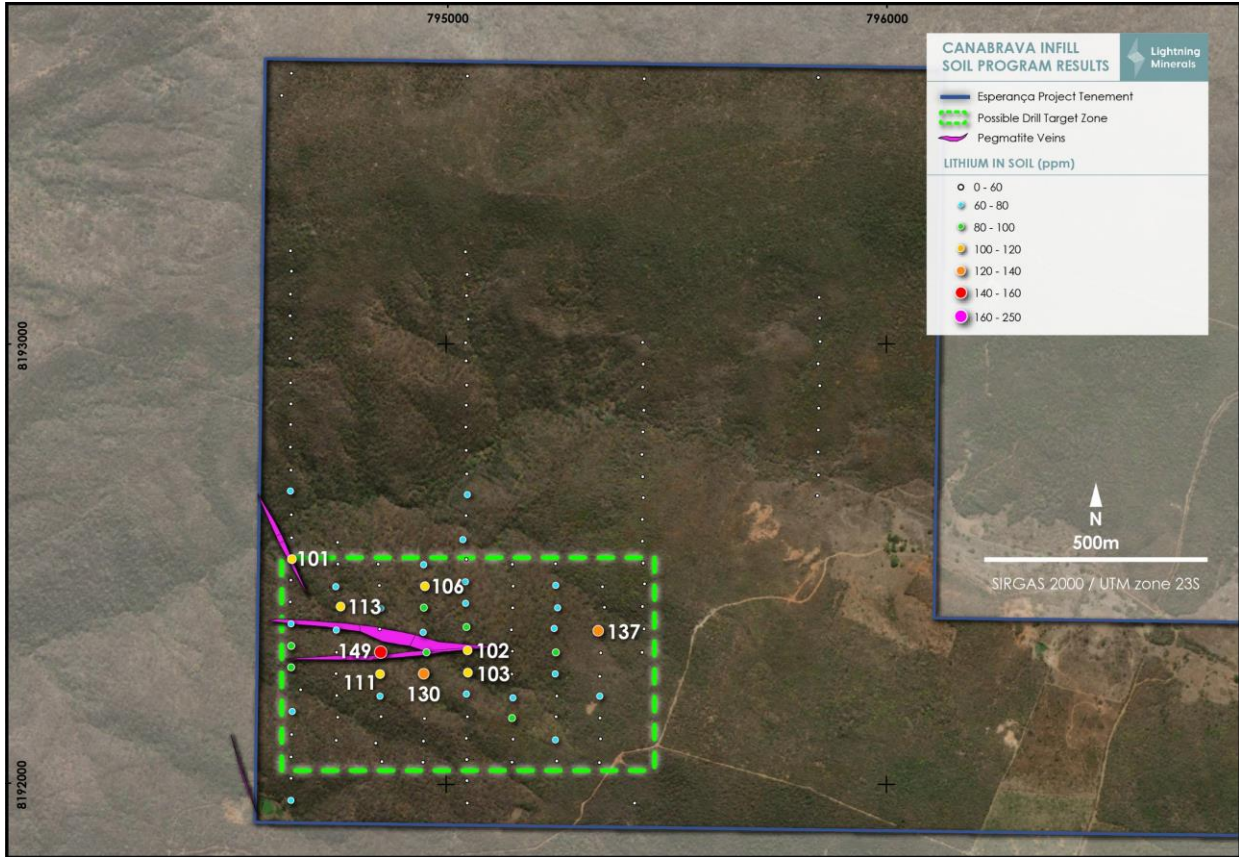 795000
796000
CANABRAVA INFILL
SOIL PROGRAM RESULTS
Lightning
Minerals
Esperança Project Tenement
Possible Drill Target Zone
Pegmatite Veins
LITHIUM IN SOIL (ppm)
0 - 60
60 - 80
80 - 100
100 - 120
120 - 140
140 - 160
160 - 250
8193000
N
500m
SIRGAS 2000 / UTM zone 23S
101
106
113
137
149
102
111
130
103
8192000